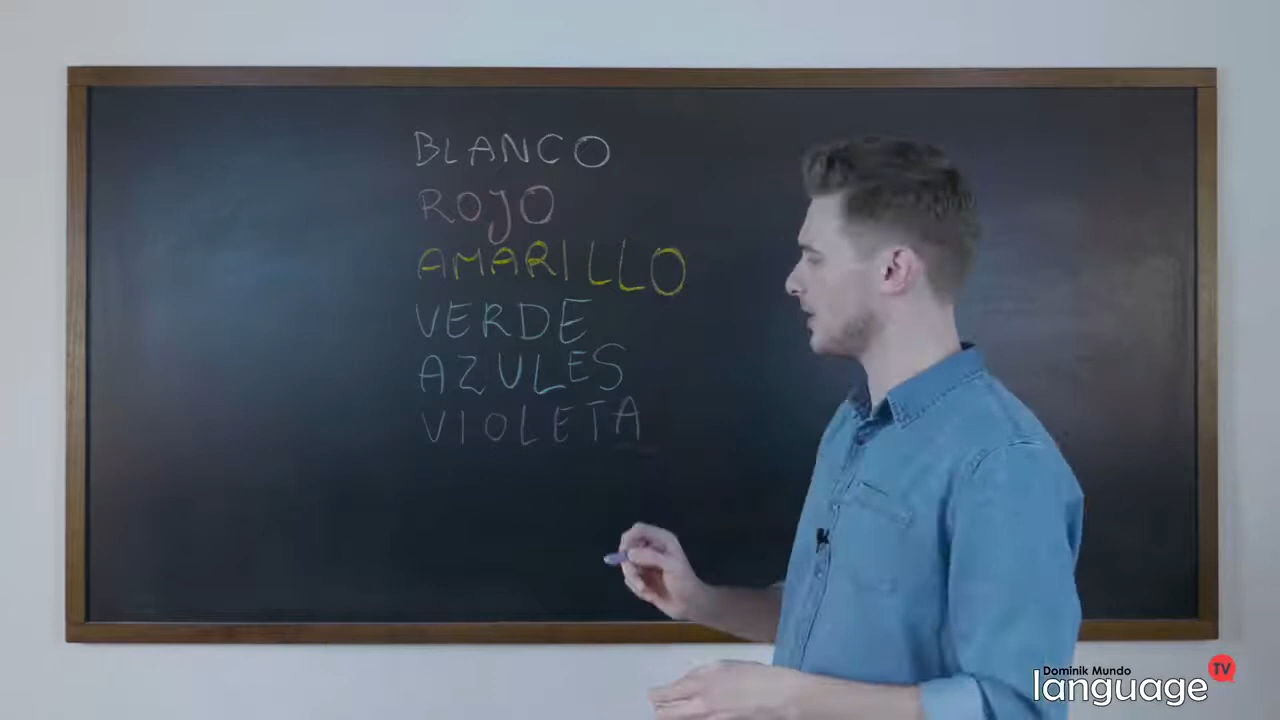 BLANCO
ROJO
AMARILLO
VERDE
AZULES
VIOLETA
Dominik Mundo
language
TV